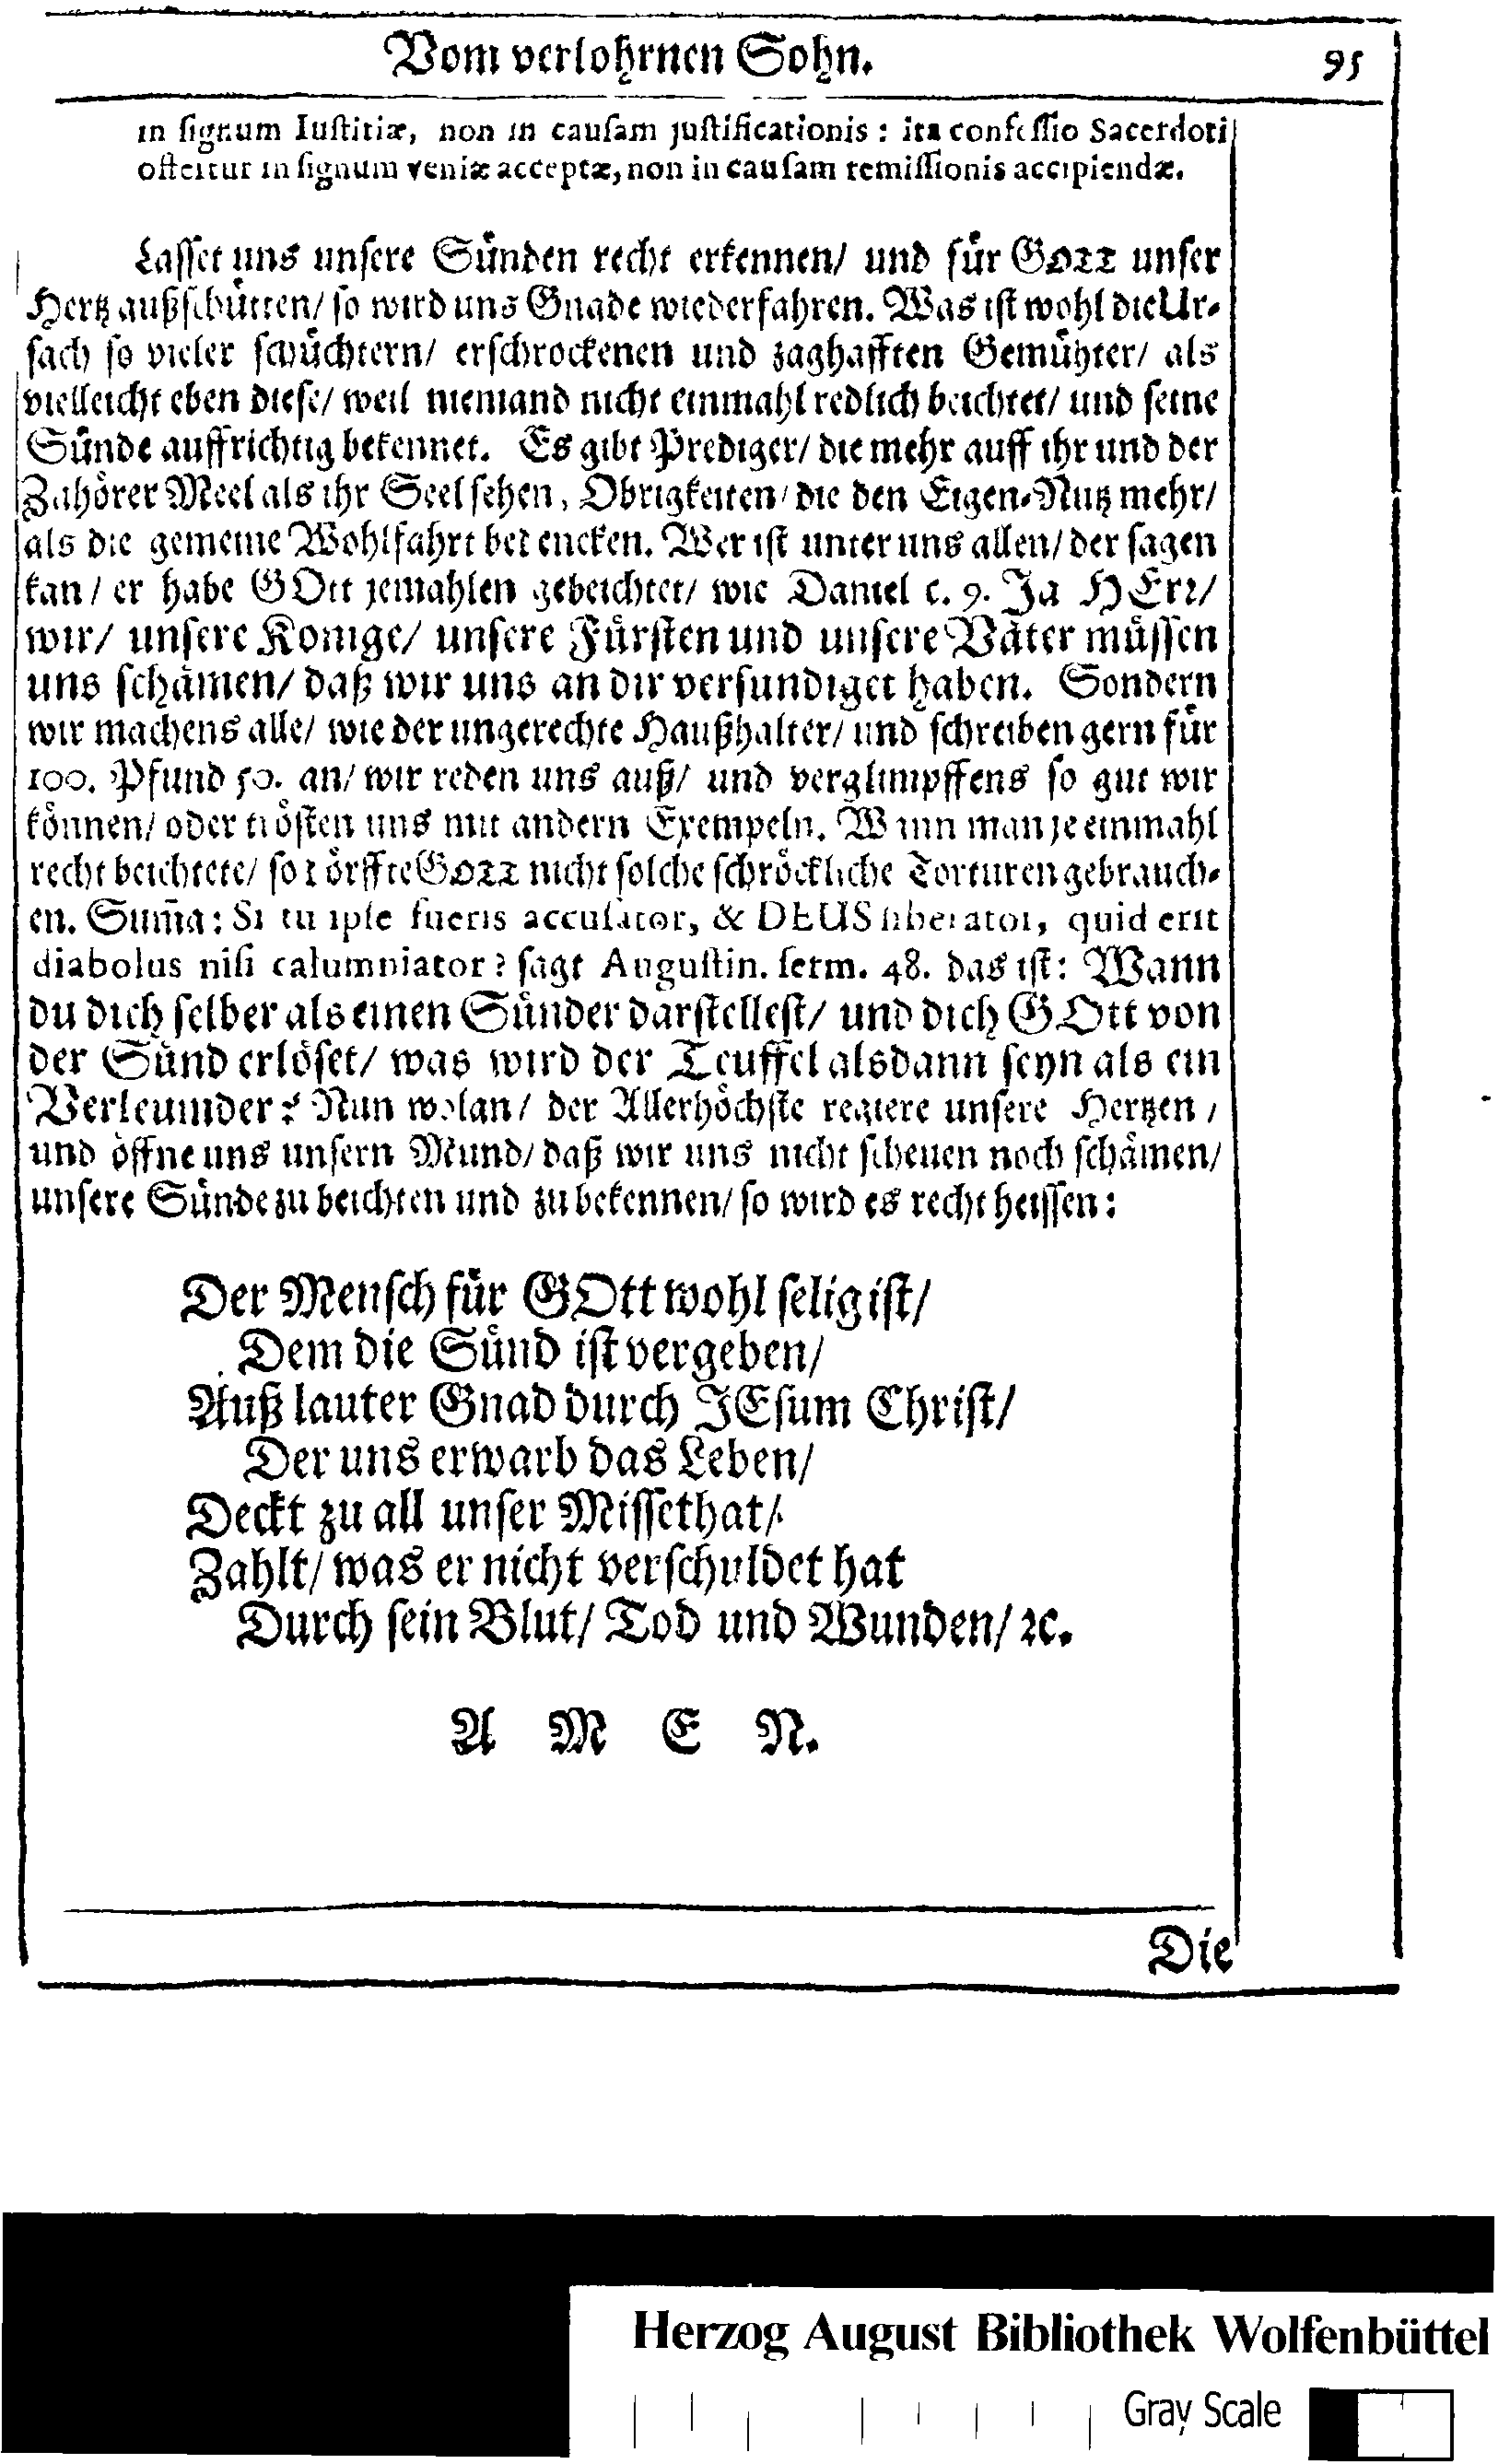 Vom verlohrnen Sohn. 95
in signum Iustitiæ, non in causam justificationis: ita confessio Sacerdoti
offertur in signum veniæ acceptæ, non in causam remissionis accipiendæ.
Lasset uns unsere Sünden recht erkennen/ und für GOTT unser
Hertz außschütten/ so wird uns Gnade wiederfahren. Was ist wohl die Ur-
sach so vieler schüchtern/ erschrockenen und zaghafften Gemühter/ als
vielleicht eben diese/ weil niemand nicht einmahl redlich beichtet/ und seine
Sünde auffrichtig bekennet. Es gibt Prediger/ die mehr auff ihr und der
Zuhörer Meel als ihr Seel sehen, Obrigkeiten/ die den Eigen-Nutz mehr/
als die gemeine Wohlfahrt bedencken. Wer ist unter uns allen/ der sagen
kan/ er habe GOtt jemahlen gebeichtet/ wie Daniel c. 9. Ja HErr/
wir/ unsere Konige/ unsere Fürsten und unsere Väter müssen
uns schämen/ daß wir uns an dir versundiget haben. Sondern
wir machens alle/ wie der ungerechte Haußhalter/ und schreiben gern für
100. Pfund 50. an/ wir reden uns auß/ und verglimpffens so gut wir
können/ oder trösten uns mit andern Exempeln. Wann man je einmahl
recht beichtete/ so dörffte GOTT nicht solche schröckliche Torturen gebrauch-
en. Sum̃a: Si tu ipse fueris accusator, & DEUS liberator, quid erit
diabolus nisi calumniator? sagt Augustin. serm. 48. das ist: Wann
du dich selber als einen Sünder darstellest/ und dich GOtt von
der Sünd erlöset/ was wird der Teuffel alsdann seyn als ein
Verleumder? Nun wolan/ der Allerhöchste regiere unsere Hertzen,
und öffne uns unsern Mund/ daß wir uns nicht scheuen noch schämen/
unsere Sünde zu beichten und zu bekennen/ so wird es recht heissen:
Der Mensch für GOtt wohl selig ist/
Dem die Sünd ist vergeben/
Auß lauter Gnad durch JEsum Christ/
Der uns erwarb das Leben/
Deckt zu all unser Missethat/
Zahlt/ was er nicht verschuldet hat
Durch sein Blut/ Tod und Wunden/ ꝛc.
A M E N.
Die
Herzog August Bibliothek Wolfenbüttel
Gray Scale